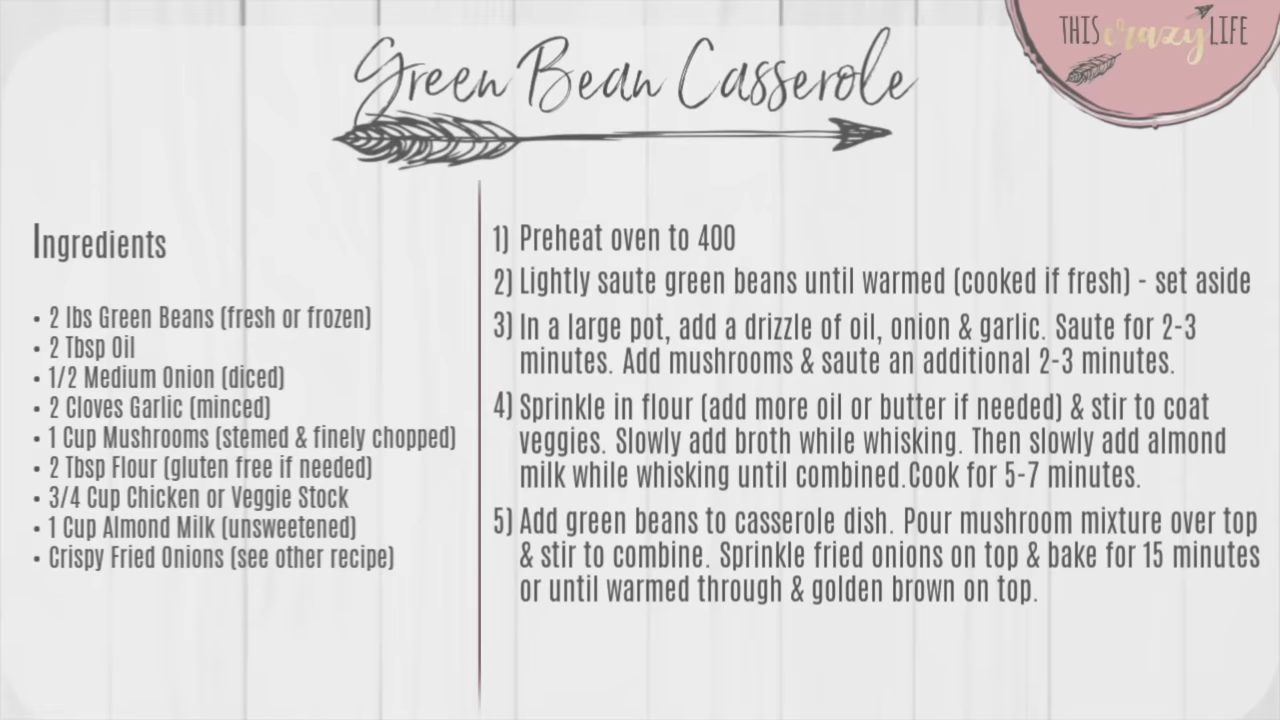 THIS crazy LIFE
Green Bean Casserole
Ingredients
• 2 lbs Green Beans (fresh or frozen)
• 2 Tbsp Oil
• 1/2 Medium Onion (diced)
• 2 Cloves Garlic (minced)
• 1 Cup Mushrooms (stemed & finely chopped)
• 2 Tbsp Flour (gluten free if needed)
• 3/4 Cup Chicken or Veggie Stock
• 1 Cup Almond Milk (unsweetened)
• Crispy Fried Onions (see other recipe)
1) Preheat oven to 400
2) Lightly saute green beans until warmed (cooked if fresh) - set aside
3) In a large pot, add a drizzle of oil, onion & garlic. Saute for 2-3
minutes. Add mushrooms & saute an additional 2-3 minutes.
4) Sprinkle in flour (add more oil or butter if needed) & stir to coat
veggies. Slowly add broth while whisking. Then slowly add almond
milk while whisking until combined.Cook for 5-7 minutes.
5) Add green beans to casserole dish. Pour mushroom mixture over top
& stir to combine. Sprinkle fried onions on top & bake for 15 minutes
or until warmed through & golden brown on top.